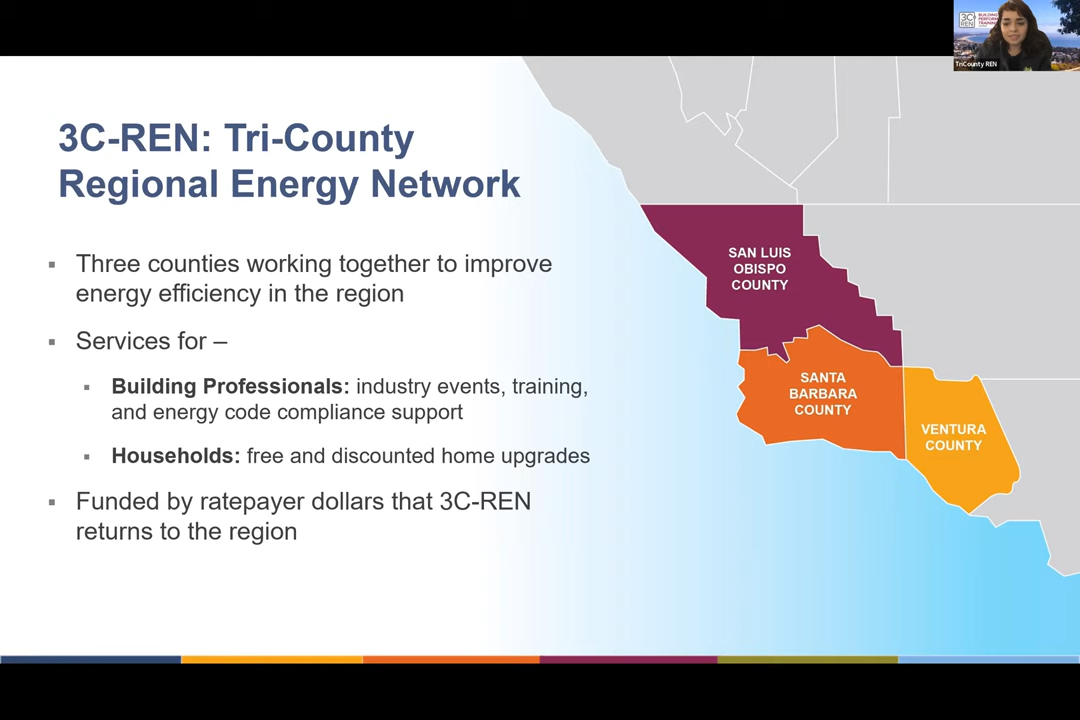 3C-REN: Tri-County
Regional Energy Network
▪ Three counties working together to improve
energy efficiency in the region
▪ Services for –
▪ Building Professionals: industry events, training,
and energy code compliance support
▪ Households: free and discounted home upgrades
▪ Funded by ratepayer dollars that 3C-REN
returns to the region
SAN LUIS
OBISPO
COUNTY
SANTA
BARBARA
COUNTY
VENTURA
COUNTY
3C
REN
TriCounty REN